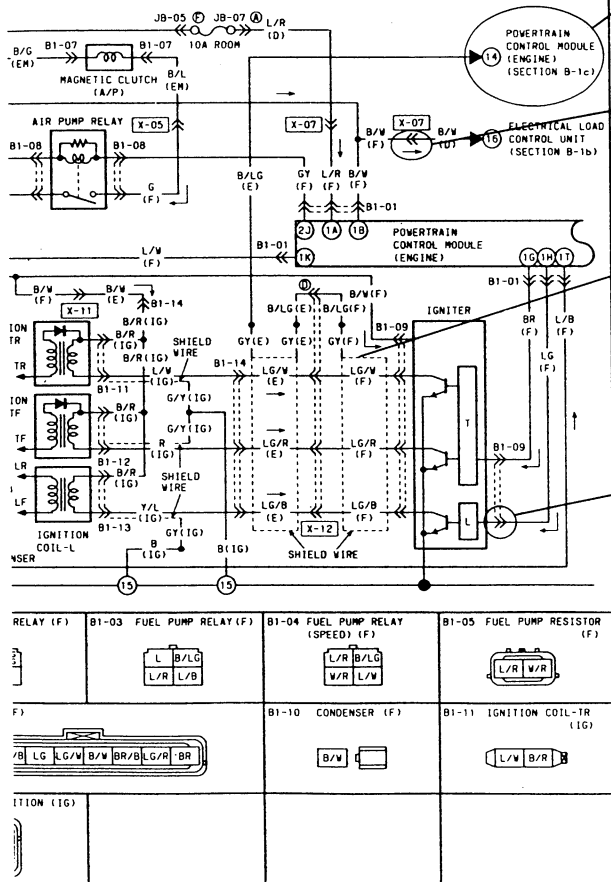 JB-05 F JB-07 A L/R (D)
10A ROOM
B/G (EM) B1-07 B1-07
MAGNETIC CLUTCH (A/P)
B/L (EM)
14 POWERTRAIN CONTROL MODULE (ENGINE) (SECTION B-1c)
AIR PUMP RELAY
X-05
X-07
B/W (F) X-07 B/W (D)
16 ELECTRICAL LOAD CONTROL UNIT (SECTION B-1b)
B1-08 B1-08
G (F)
B/LG (E)
GY (F) L/R (F) B/W (F)
B1-01
2J 1A 1B
POWERTRAIN CONTROL MODULE (ENGINE)
L/W (F) B1-01 1K
1G 1H 1T
B1-01
B/W (F) B/W (E)
X-11
B1-14
D
B/LG(E) B/LG(F) B/W(F)
B1-09
IGNITER
BR (F) LG (F) L/B (F)
ION TR
B/R (IG)
B/R(IG)
B/R(IG)
SHIELD WIRE
GY(E) GY(E) GY(F)
TR
L/W (IG)
B1-14
LG/W (E) LG/W (F)
B1-11
G/Y(IG)
ION TF
B/R (IG)
G/Y(IG)
T
TF
R (IG)
LG/R (E) LG/R (F)
B1-09
B1-12
LR
B/R (IG)
SHIELD WIRE
LF
Y/L (IG)
LG/B (E) LG/B (F)
L
B1-13
GY(IG)
X-12
IGNITION COIL-L
B (IG)
B(IG)
SHIELD WIRE
NSER
15 15
RELAY (F)
B1-03 FUEL PUMP RELAY(F)
B1-04 FUEL PUMP RELAY (SPEED) (F)
B1-05 FUEL PUMP RESISTOR (F)
L B/LG
L/R L/B
L/R B/LG
W/R L/W
L/R W/R
F)
B1-10 CONDENSER (F)
B1-11 IGNITION COIL-TR (IG)
/B LG LG/W B/W BR/B LG/R BR
B/W
L/W B/R
ITION (IG)